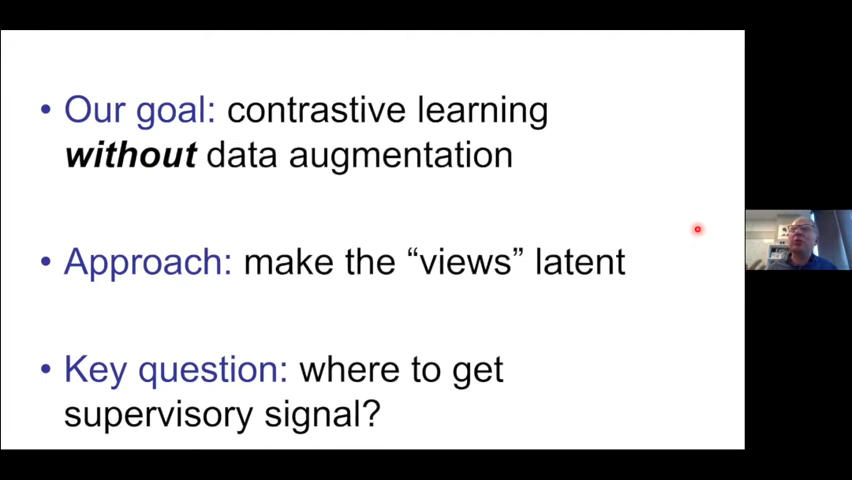 • Our goal: contrastive learning
without data augmentation
• Approach: make the “views” latent
• Key question: where to get
supervisory signal?